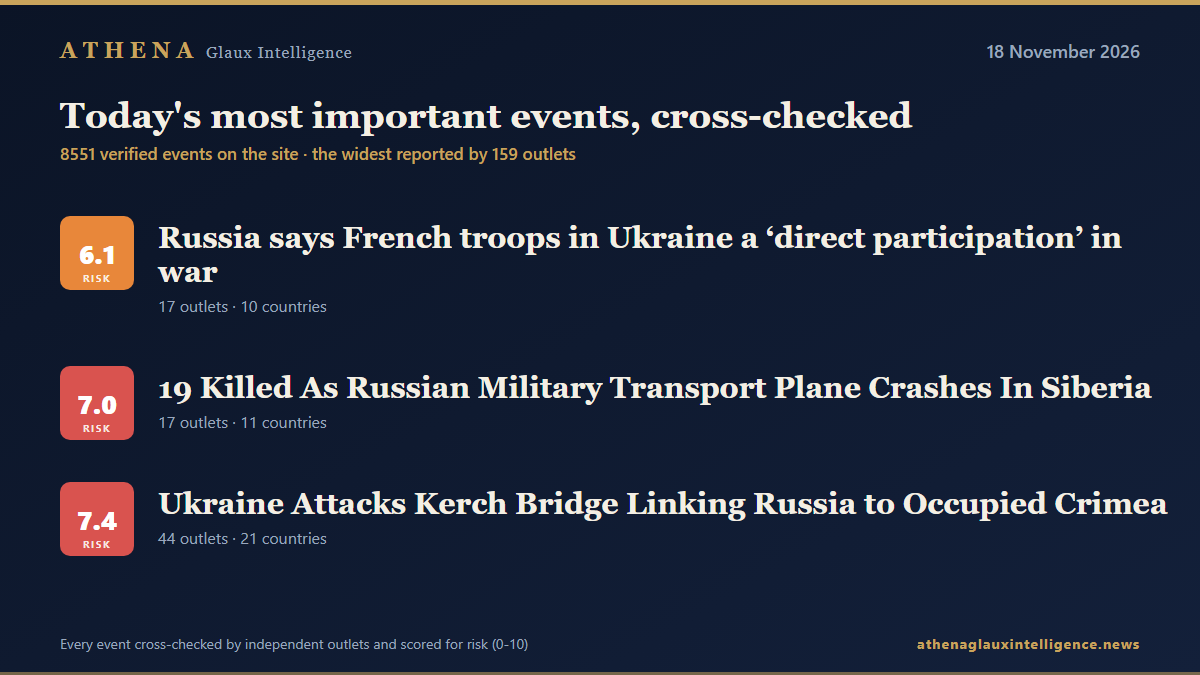 ATHENA Glaux Intelligence
18 November 2026
Today's most important events, cross-checked
8551 verified events on the site · the widest reported by 159 outlets
6.1
RISK
Russia says French troops in Ukraine a ‘direct participation’ in
war
17 outlets · 10 countries
7.0
RISK
19 Killed As Russian Military Transport Plane Crashes In Siberia
17 outlets · 11 countries
7.4
RISK
Ukraine Attacks Kerch Bridge Linking Russia to Occupied Crimea
44 outlets · 21 countries
Every event cross-checked by independent outlets and scored for risk (0-10)
athenaglauxintelligence.news